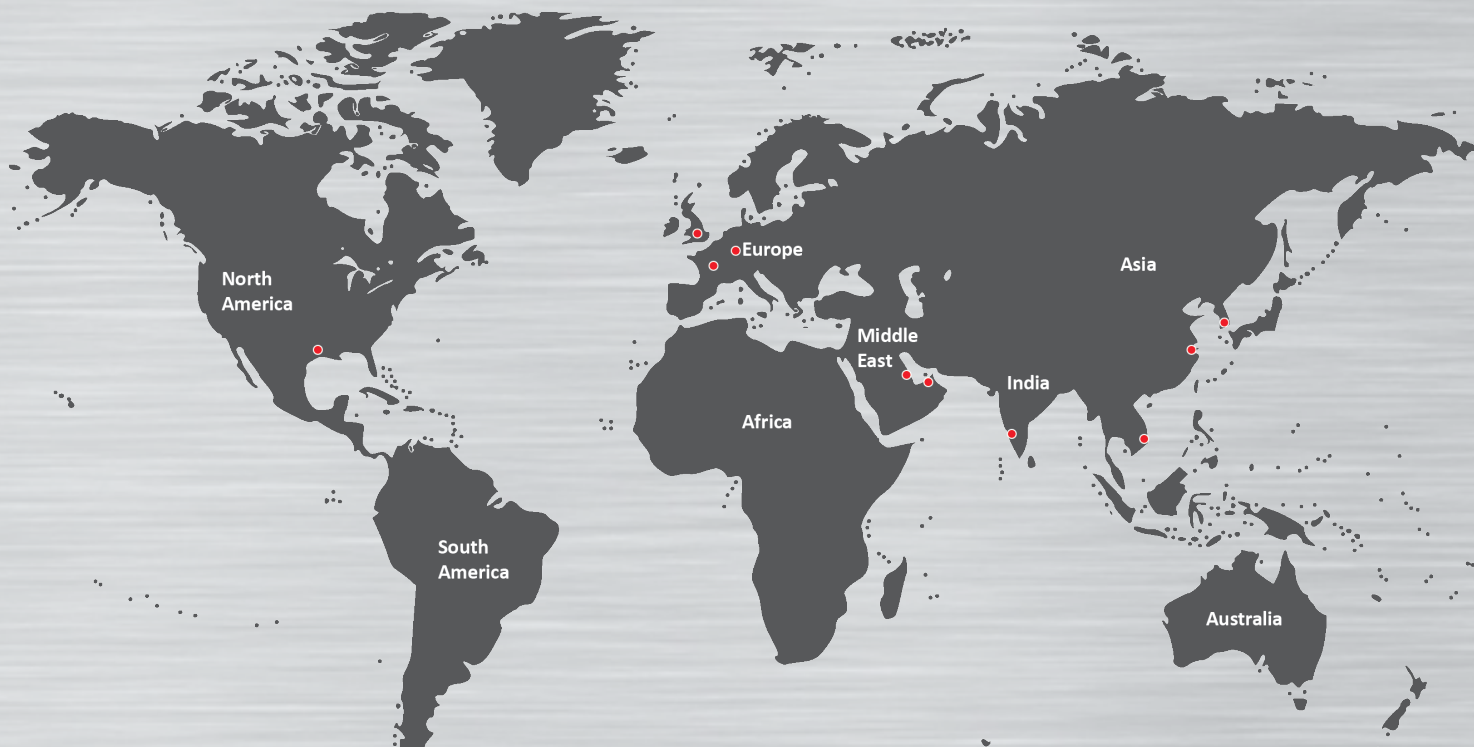 North
America
Europe
Asia
Middle
East
India
Africa
South
America
Australia